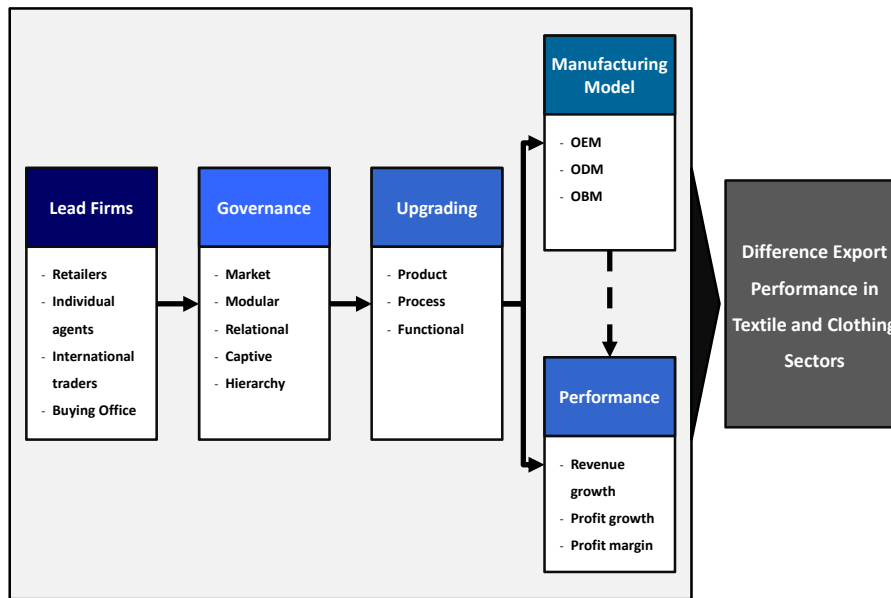 Lead Firms
- Retailers
- Individual
agents
- International
traders
- Buying Office
Governance
- Market
- Modular
- Relational
- Captive
- Hierarchy
Upgrading
- Product
- Process
- Functional
Manufacturing
Model
- OEM
- ODM
- OBM
Performance
- Revenue
growth
- Profit growth
- Profit margin
Difference Export
Performance in
Textile and Clothing
Sectors